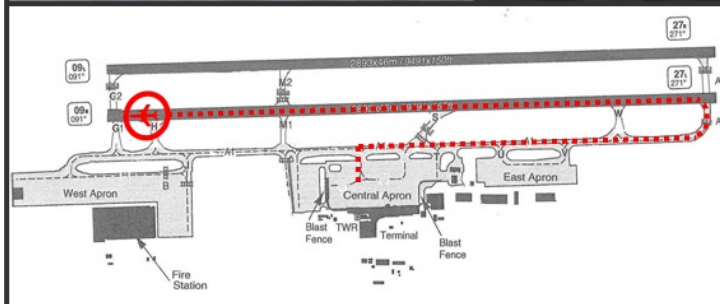 27R
271°
09L
091°
2893x46m / 9491x150ft
M2
G2
27L
271°
09R
091°
S
W
G1
H
M1
A1
U
V
B
West Apron
Central Apron
East Apron
Blast
Fence
TWR
Terminal
Blast
Fence
Fire
Station